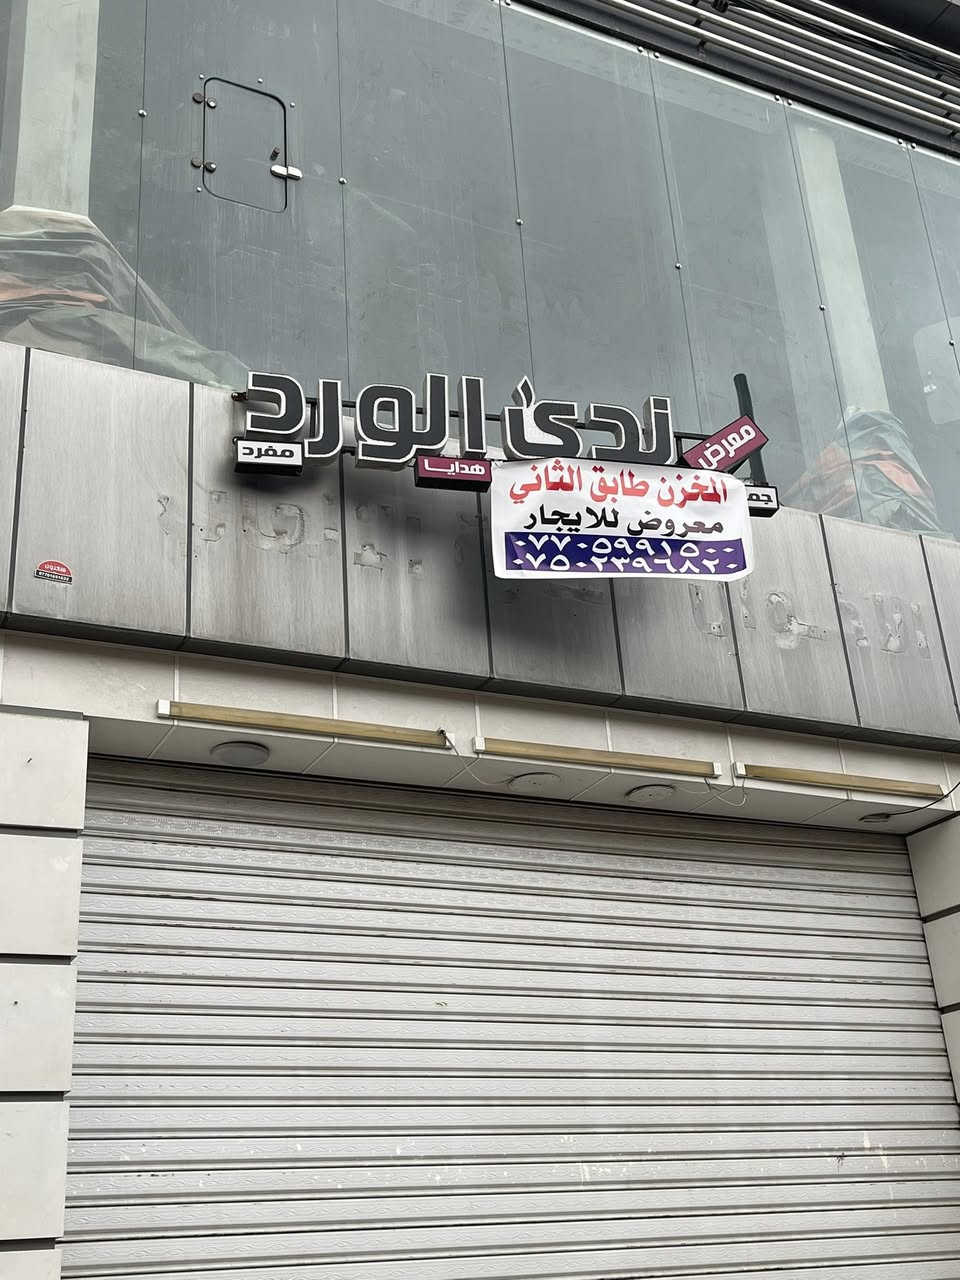 معرض
ندى الورد
مفرد
هدايا
المخزن طابق الثاني
معروض للايجار
٠٧٧٠٥٩٩١٥٠٠
٠٧٥٠٢٣٩٦٨٢٠